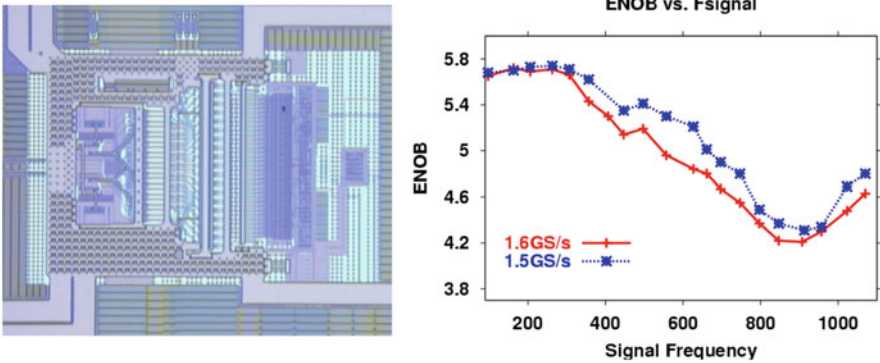 ENOB vs. Fsignal
5.8
5.4
5
4.6
4.2
3.8
ENOB
1.6GS/s
1.5GS/s
200
400
600
800
1000
Signal Frequency